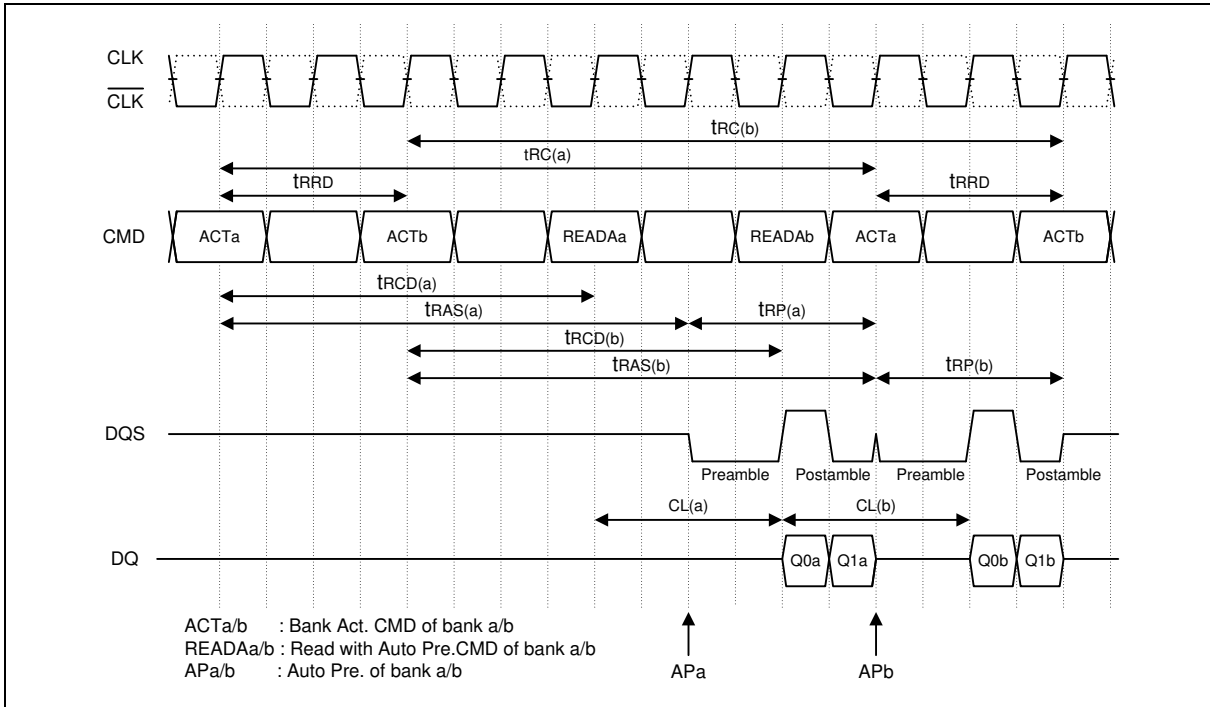 CLK
CLK
tRC(b)
tRC(a)
tRRD tRRD
CMD ACTa ACTb READAa READAb ACTa ACTb
tRCD(a)
tRAS(a) tRP(a)
tRCD(b)
tRAS(b) tRP(b)
DQS
Preamble Postamble Preamble Postamble
CL(a) CL(b)
DQ Q0a Q1a Q0b Q1b
ACTa/b : Bank Act. CMD of bank a/b
READAa/b : Read with Auto Pre.CMD of bank a/b
APa/b : Auto Pre. of bank a/b
APa APb